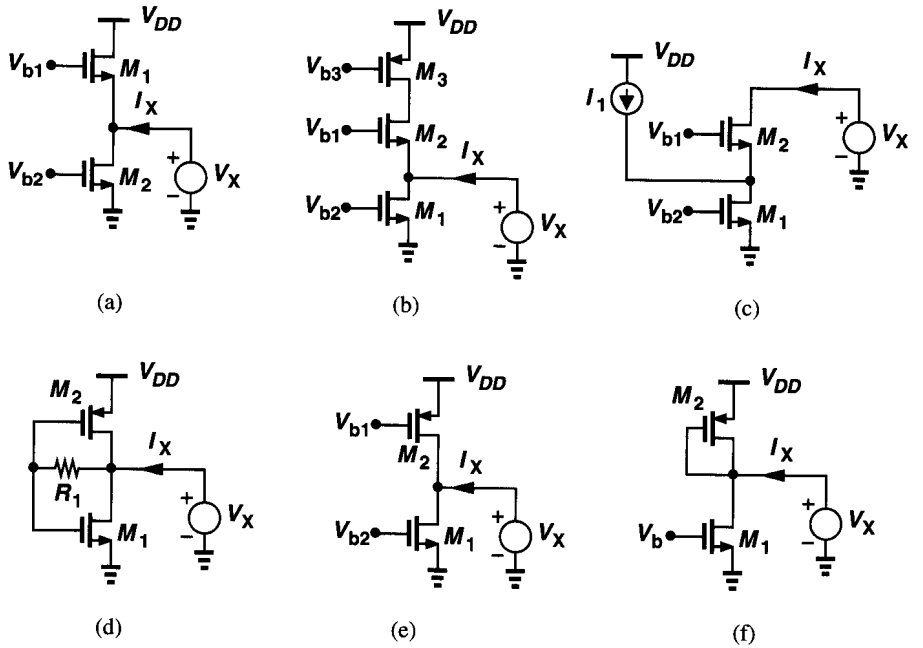 V_DD
V_b1 M_1
I_X
V_b2 M_2 + − V_X
(a)
V_DD
V_b3 M_3
V_b1 M_2
I_X
V_b2 M_1 + − V_X
(b)
V_DD
I_1 I_X
V_b1 M_2 + − V_X
V_b2 M_1
(c)
V_DD
M_2
I_X
R_1
M_1 + − V_X
(d)
V_DD
V_b1 M_2
I_X
V_b2 M_1 + − V_X
(e)
V_DD
M_2
I_X
V_b M_1 + − V_X
(f)